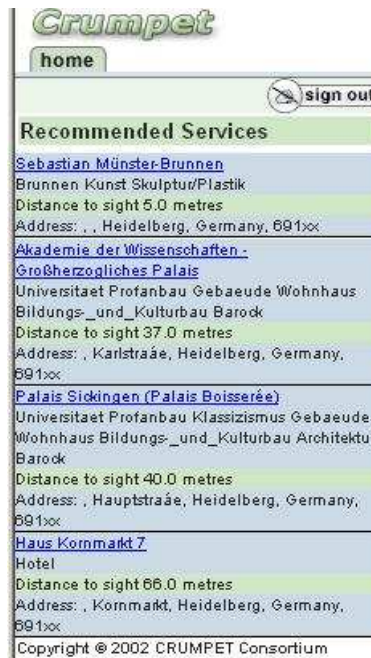 Crumpet
home
sign out
Recommended Services
Sebastian Münster-Brunnen
Brunnen Kunst Skulptur/Plastik
Distance to sight 5.0 metres
Address: , , Heidelberg, Germany, 691xx
Akademie der Wissenschaften -
Großherzogliches Palais
Universitaet Profanbau Gebaeude Wohnhaus
Bildungs-_und_Kulturbau Barock
Distance to sight 37.0 metres
Address: , Karlstraáe, Heidelberg, Germany,
691xx
Palais Sickingen (Palais Boisserée)
Universitaet Profanbau Klassizismus Gebaeude
Wohnhaus Bildungs-_und_Kulturbau Architektu
Barock
Distance to sight 40.0 metres
Address: , Hauptstraáe, Heidelberg, Germany,
691xx
Haus Kornmarkt 7
Hotel
Distance to sight 66.0 metres
Address: , Kornmarkt, Heidelberg, Germany,
691xx
Copyright © 2002 CRUMPET Consortium